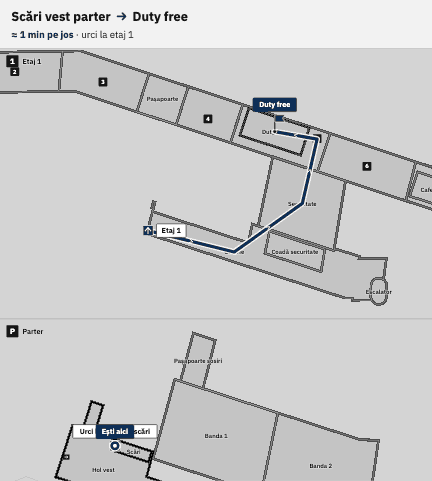 Scări vest parter → Duty free
≈ 1 min pe jos · urci la etaj 1
1 Etaj 1
2
3
Pașapoarte
4
Duty free
6
Securitate
Etaj 1
Coadă securitate
Escalator
P Parter
Pașapoarte sosiri
Banda 1
Urci
Ești aici
scări
Scări
Hol vest
Banda 2